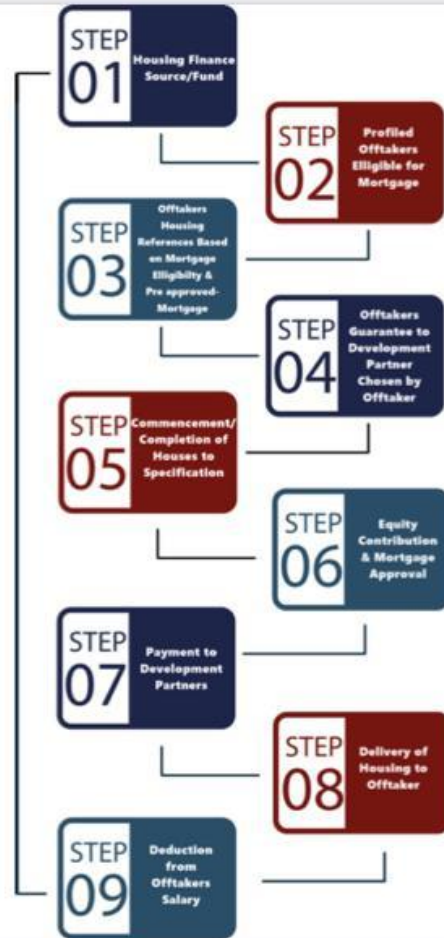 STEP
01
Housing Finance
Source/Fund
STEP
02
Profiled
Offtakers
Elligible for
Mortgage
STEP
03
Offtakers
Housing
References Based
on Mortgage
Elligibilty &
Pre approved-
Mortgage
STEP
04
Offtakers
Guarantee to
Development
Partner
Chosen by
Offtaker
STEP
05
Commencement/
Completion of
Houses to
Specification
STEP
06
Equity
Contribution
& Mortgage
Approval
STEP
07
Payment to
Development
Partners
STEP
08
Delivery of
Housing to
Offtaker
STEP
09
Deduction
from
Offtakers
Salary